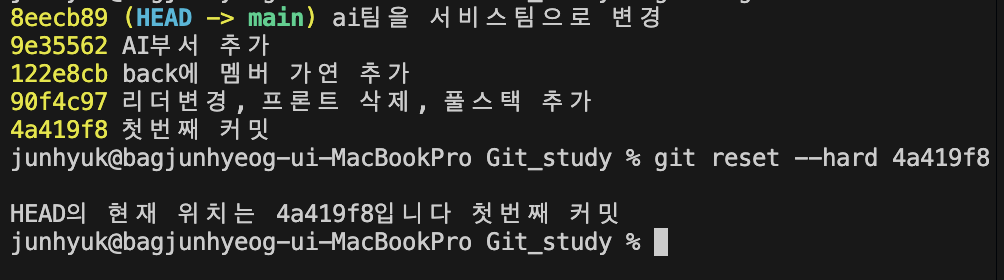 8eecb89 (HEAD -> main) ai팀을 서비스팀으로 변경
9e35562 AI부서 추가
122e8cb back에 멤버 가연 추가
90f4c97 리더변경, 프론트 삭제, 풀스택 추가
4a419f8 첫번째 커밋
junhyuk@bagjunhyeog-ui-MacBookPro Git_study % git reset --hard 4a419f8
HEAD의 현재 위치는 4a419f8입니다 첫번째 커밋
junhyuk@bagjunhyeog-ui-MacBookPro Git_study %